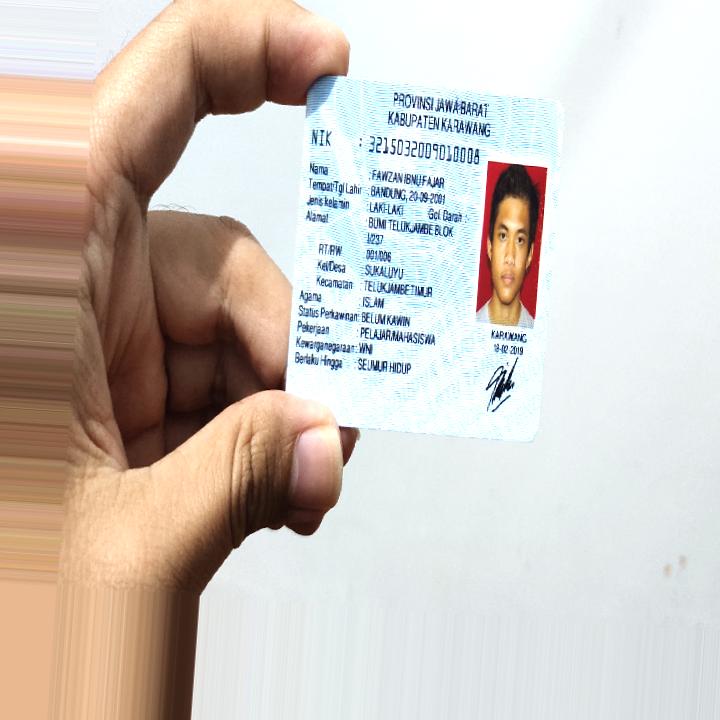 PROVINSI JAWA BARAT
KABUPATEN KARAWANG
NIK : 3215032009010008
Nama : FAWZAN IBNU FAJAR
Tempat/Tgl Lahir : BANDUNG, 20-09-2001
Jenis kelamin : LAKI-LAKI Gol. Darah :
Alamat : BUMI TELUKJAMBE BLOK
I/237
RT/RW : 001/006
Kel/Desa : SUKALUYU
Kecamatan : TELUKJAMBE TIMUR
Agama : ISLAM
Status Perkawinan: BELUM KAWIN
Pekerjaan : PELAJAR/MAHASISWA
Kewarganegaraan: WNI
Berlaku Hingga : SEUMUR HIDUP
KARAWANG
18-02-2019